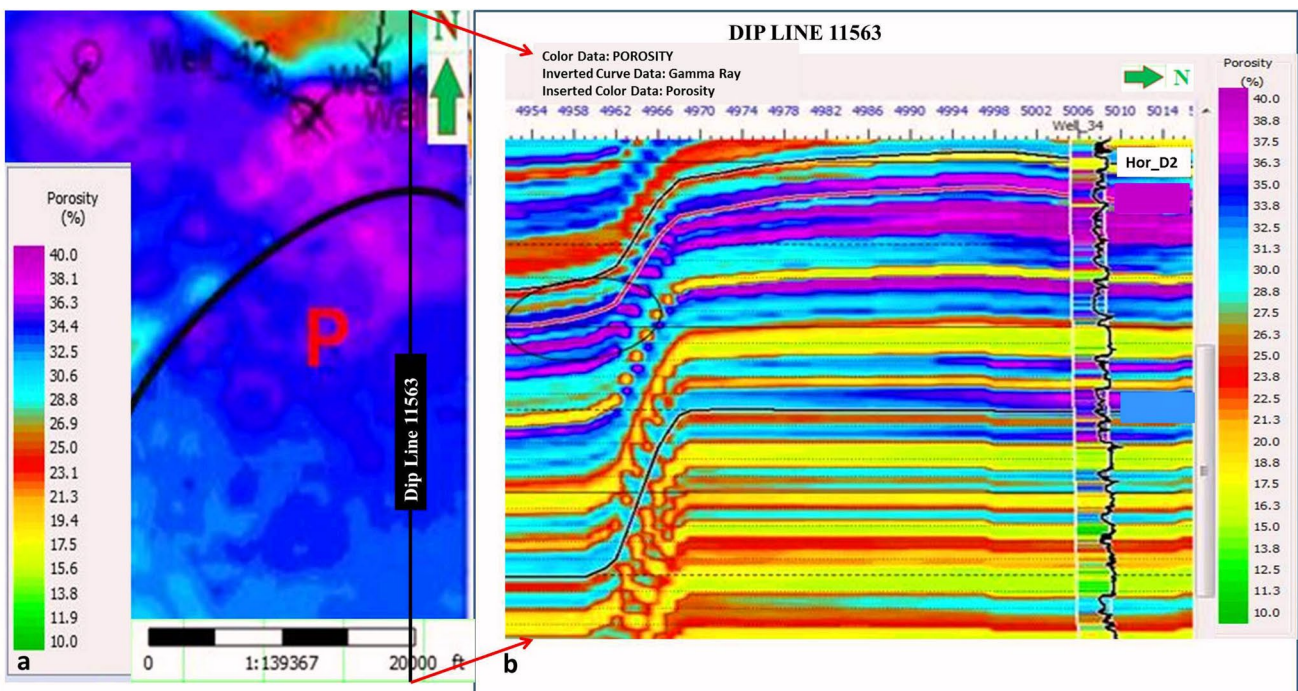 N
Well_42
Well
Well
Porosity
(%)
40.0
38.1
36.3
34.4
32.5
30.6
28.8
26.9
25.0
23.1
21.3
19.4
17.5
15.6
13.8
11.9
10.0
P
Dip Line 11563
0
1:139367
20000 ft
a
DIP LINE 11563
Color Data: POROSITY
Inverted Curve Data: Gamma Ray
Inserted Color Data: Porosity
N
4954 4958 4962 4966 4970 4974 4978 4982 4986 4990 4994 4998 5002 5006 5010 5014
Well_34
Hor_D2
Porosity
(%)
40.0
37.5
36.3
35.0
33.8
32.5
31.3
30.0
28.8
27.5
26.3
25.0
23.8
22.5
21.3
20.0
18.8
17.5
16.3
15.0
13.8
12.5
11.3
10.0
b